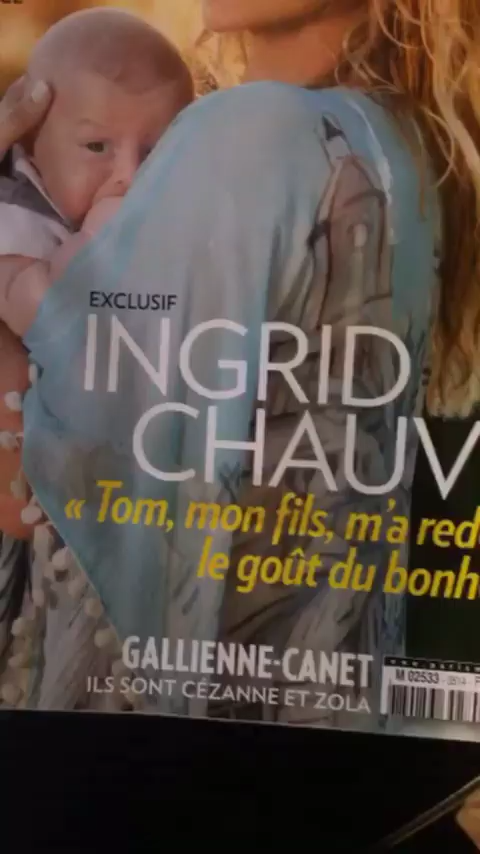 EXCLUSIF
INGRID
CHAUV
« Tom, mon fils, m'a red
le goût du bonh
GALLIENNE-CANET
ILS SONT CÉZANNE ET ZOLA
M 02533